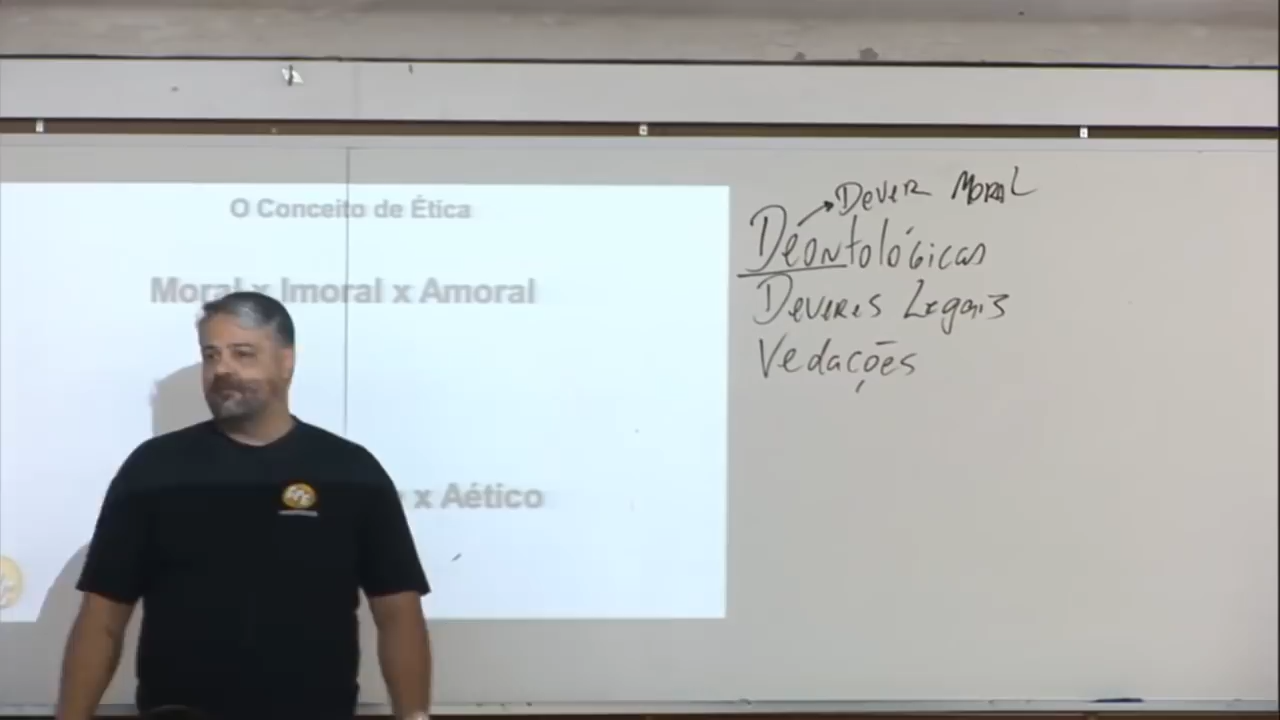 O Conceito de Ética
Moral x Imoral x Amoral
x Aético
Dever Moral
Deontológicas
Deveres Legais
Vedações